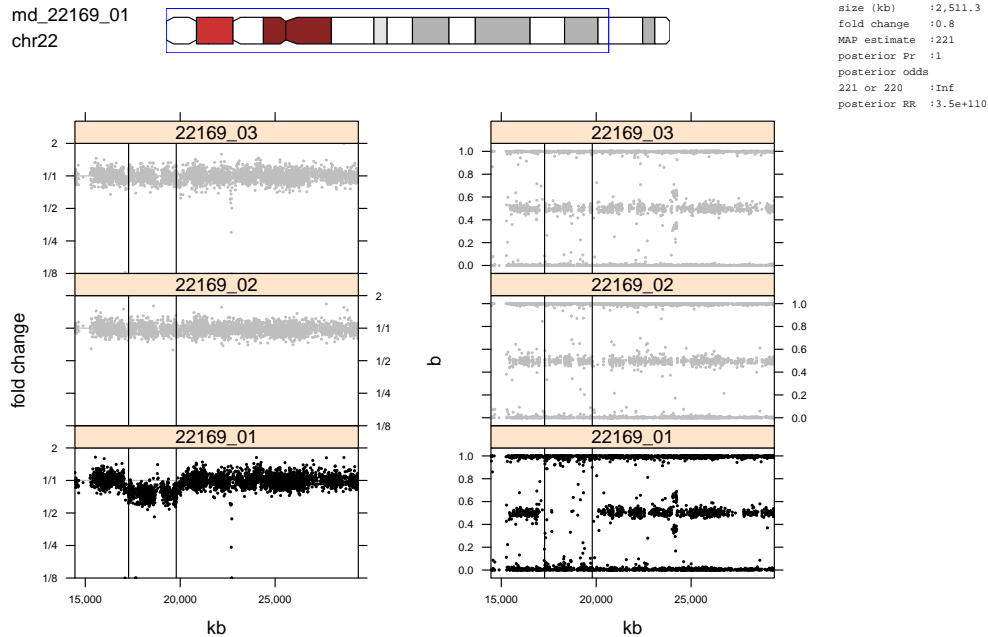 md_22169_01
chr22
size (kb) :2,511.3
fold change :0.8
MAP estimate :221
posterior Pr :1
posterior odds
221 or 220 :Inf
posterior RR :3.5e+110
22169_03
2
1/1
1/2
1/4
1/8
22169_02
2
1/1
1/2
1/4
1/8
22169_01
2
1/1
1/2
1/4
1/8
15,000 20,000 25,000
kb
fold change
22169_03
1.0
0.8
0.6
0.4
0.2
0.0
22169_02
1.0
0.8
0.6
0.4
0.2
0.0
22169_01
1.0
0.8
0.6
0.4
0.2
0.0
15,000 20,000 25,000
kb
b